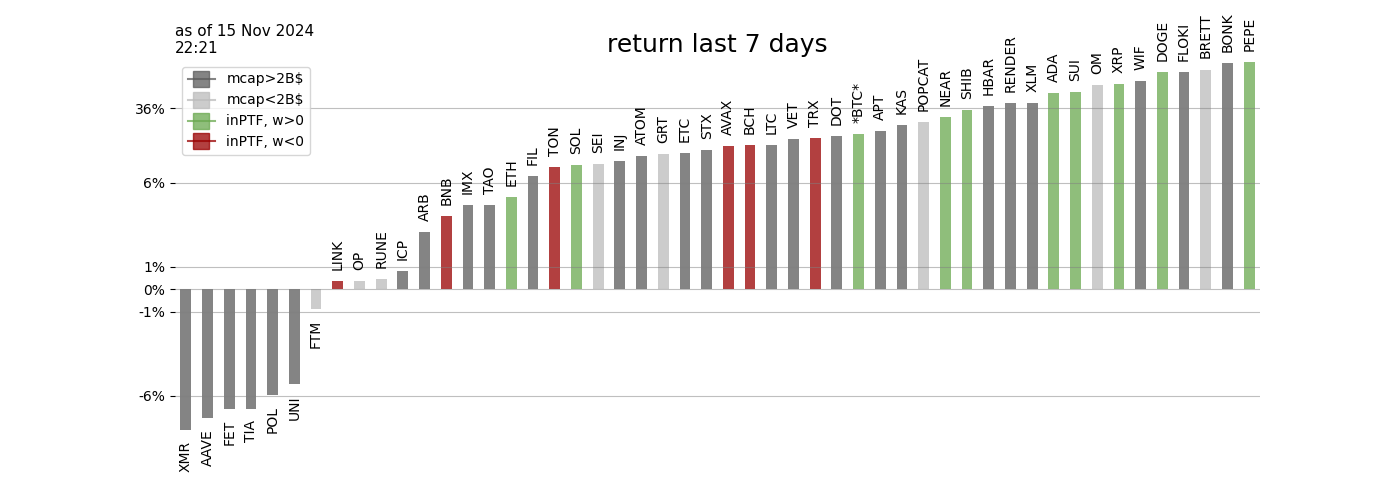 as of 15 Nov 2024
22:21
return last 7 days
mcap>2B$
mcap<2B$
inPTF, w>0
inPTF, w<0
36%
6%
1%
0%
-1%
-6%
XMR
AAVE
FET
TIA
POL
UNI
FTM
LINK
OP
RUNE
ICP
ARB
BNB
IMX
TAO
ETH
FIL
TON
SOL
SEI
INJ
ATOM
GRT
ETC
STX
AVAX
BCH
LTC
VET
TRX
DOT
*BTC*
APT
KAS
POPCAT
NEAR
SHIB
HBAR
RENDER
XLM
ADA
SUI
OM
XRP
WIF
DOGE
FLOKI
BRETT
BONK
PEPE